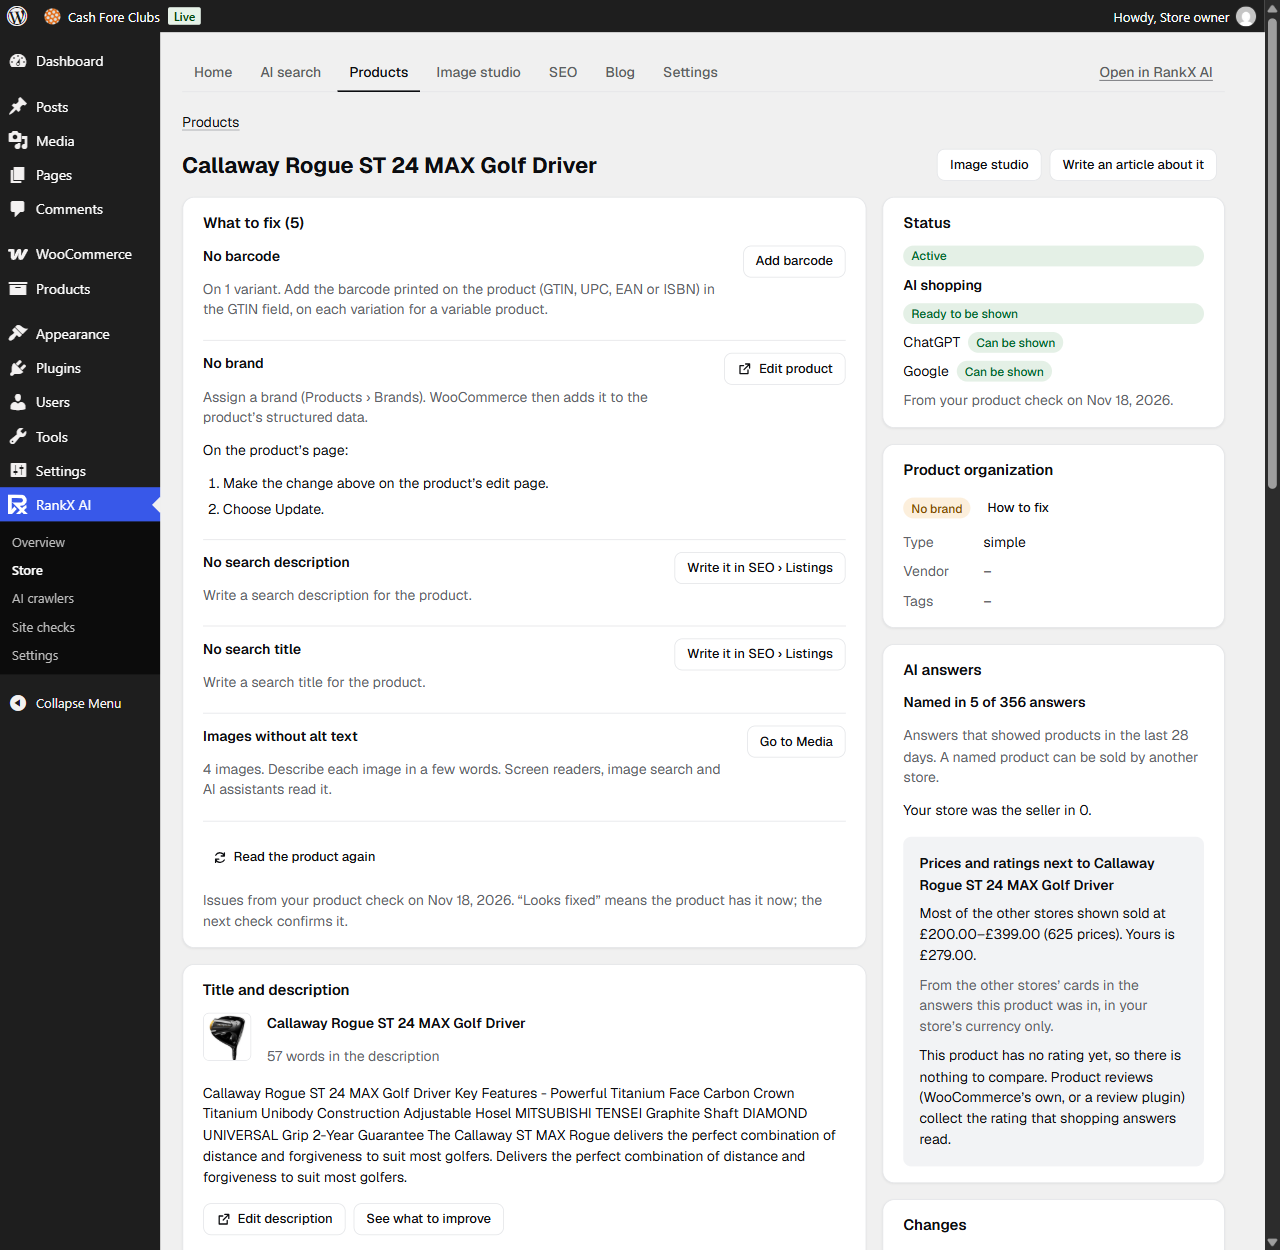 Cash Fore Clubs
Live
Howdy, Store owner
Dashboard
Posts
Media
Pages
Comments
WooCommerce
Products
Appearance
Plugins
Users
Tools
Settings
RankX AI
Overview
Store
AI crawlers
Site checks
Settings
Collapse Menu
Home
AI search
Products
Image studio
SEO
Blog
Settings
Open in RankX AI
Products
Callaway Rogue ST 24 MAX Golf Driver
Image studio
Write an article about it
What to fix (5)
No barcode
Add barcode
On 1 variant. Add the barcode printed on the product (GTIN, UPC, EAN or ISBN) in
the GTIN field, on each variation for a variable product.
No brand
Edit product
Assign a brand (Products › Brands). WooCommerce then adds it to the
product's structured data.
On the product's page:
1. Make the change above on the product's edit page.
2. Choose Update.
No search description
Write it in SEO › Listings
Write a search description for the product.
No search title
Write it in SEO › Listings
Write a search title for the product.
Images without alt text
Go to Media
4 images. Describe each image in a few words. Screen readers, image search and
AI assistants read it.
Read the product again
Issues from your product check on Nov 18, 2026. “Looks fixed” means the product has it now; the
next check confirms it.
Title and description
Callaway Rogue ST 24 MAX Golf Driver
57 words in the description
Callaway Rogue ST 24 MAX Golf Driver Key Features - Powerful Titanium Face Carbon Crown
Titanium Unibody Construction Adjustable Hosel MITSUBISHI TENSEI Graphite Shaft DIAMOND
UNIVERSAL Grip 2-Year Guarantee The Callaway ST MAX Rogue delivers the perfect combination of
distance and forgiveness to suit most golfers. Delivers the perfect combination of distance and
forgiveness to suit most golfers.
Edit description
See what to improve
Status
Active
AI shopping
Ready to be shown
ChatGPT Can be shown
Google Can be shown
From your product check on Nov 18, 2026.
Product organization
No brand How to fix
Type simple
Vendor –
Tags –
AI answers
Named in 5 of 356 answers
Answers that showed products in the last 28
days. A named product can be sold by another
store.
Your store was the seller in 0.
Prices and ratings next to Callaway
Rogue ST 24 MAX Golf Driver
Most of the other stores shown sold at
£200.00–£399.00 (625 prices). Yours is
£279.00.
From the other stores' cards in the
answers this product was in, in your
store's currency only.
This product has no rating yet, so there is
nothing to compare. Product reviews
(WooCommerce's own, or a review plugin)
collect the rating that shopping answers
read.
Changes